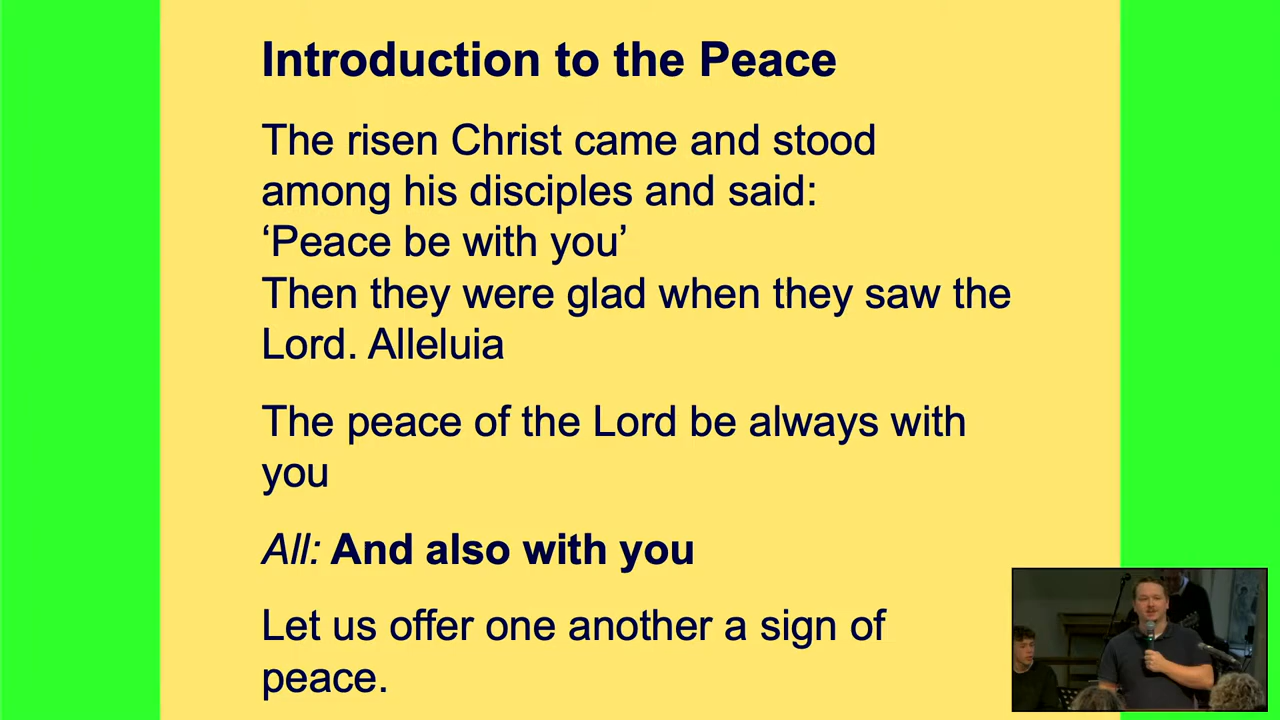 Introduction to the Peace
The risen Christ came and stood
among his disciples and said:
‘Peace be with you’
Then they were glad when they saw the
Lord. Alleluia
The peace of the Lord be always with
you
All: And also with you
Let us offer one another a sign of
peace.